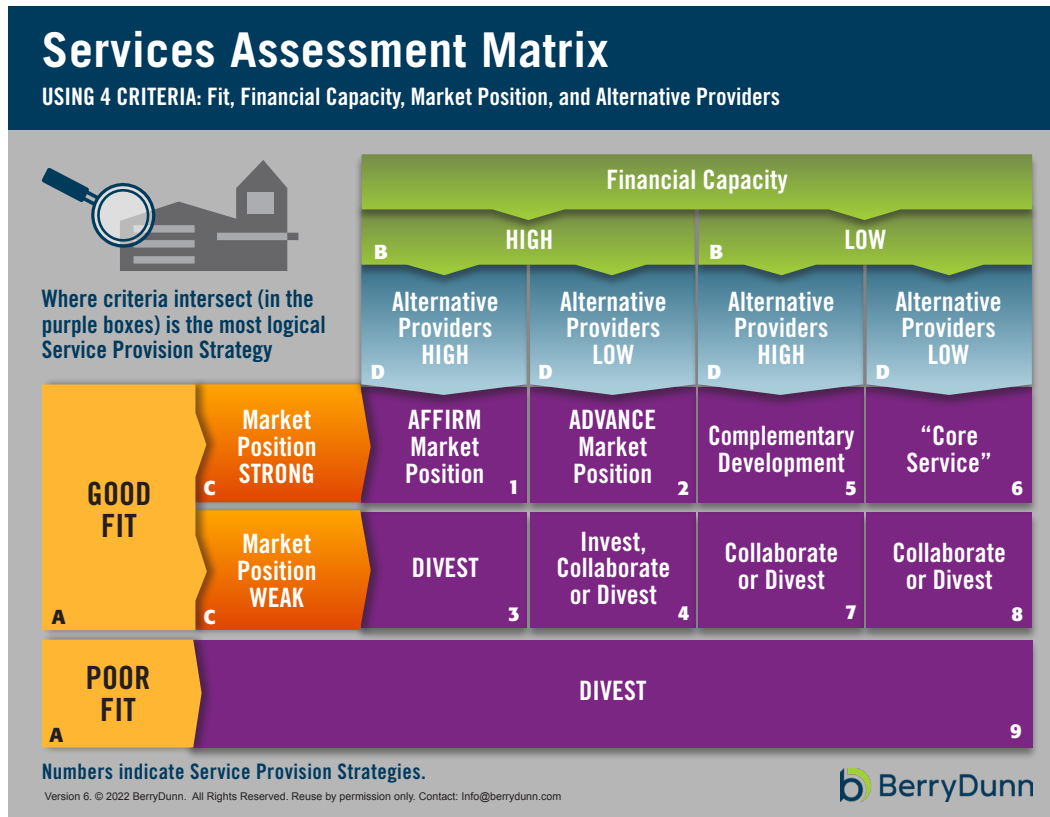 Services Assessment Matrix
USING 4 CRITERIA: Fit, Financial Capacity, Market Position, and Alternative Providers
Where criteria intersect (in the
purple boxes) is the most logical
Service Provision Strategy
Financial Capacity
B
HIGH
B
LOW
Alternative
Providers
HIGH
D
Alternative
Providers
LOW
D
Alternative
Providers
HIGH
D
Alternative
Providers
LOW
D
GOOD
FIT
A
Market
Position
STRONG
C
AFFIRM
Market
Position
1
ADVANCE
Market
Position
2
Complementary
Development
5
“Core
Service”
6
Market
Position
WEAK
C
DIVEST
3
Invest,
Collaborate
or Divest
4
Collaborate
or Divest
7
Collaborate
or Divest
8
POOR
FIT
A
DIVEST
9
Numbers indicate Service Provision Strategies.
Version 6. © 2022 BerryDunn. All Rights Reserved. Reuse by permission only. Contact: Info@berrydunn.com
b BerryDunn